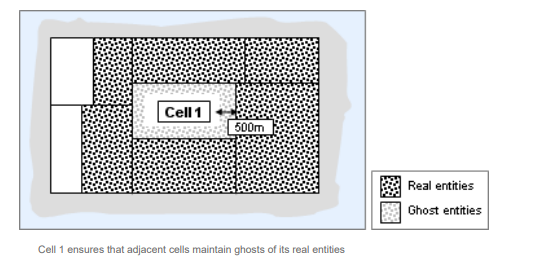 Cell 1
500m
Real entities
Ghost entities
Cell 1 ensures that adjacent cells maintain ghosts of its real entities